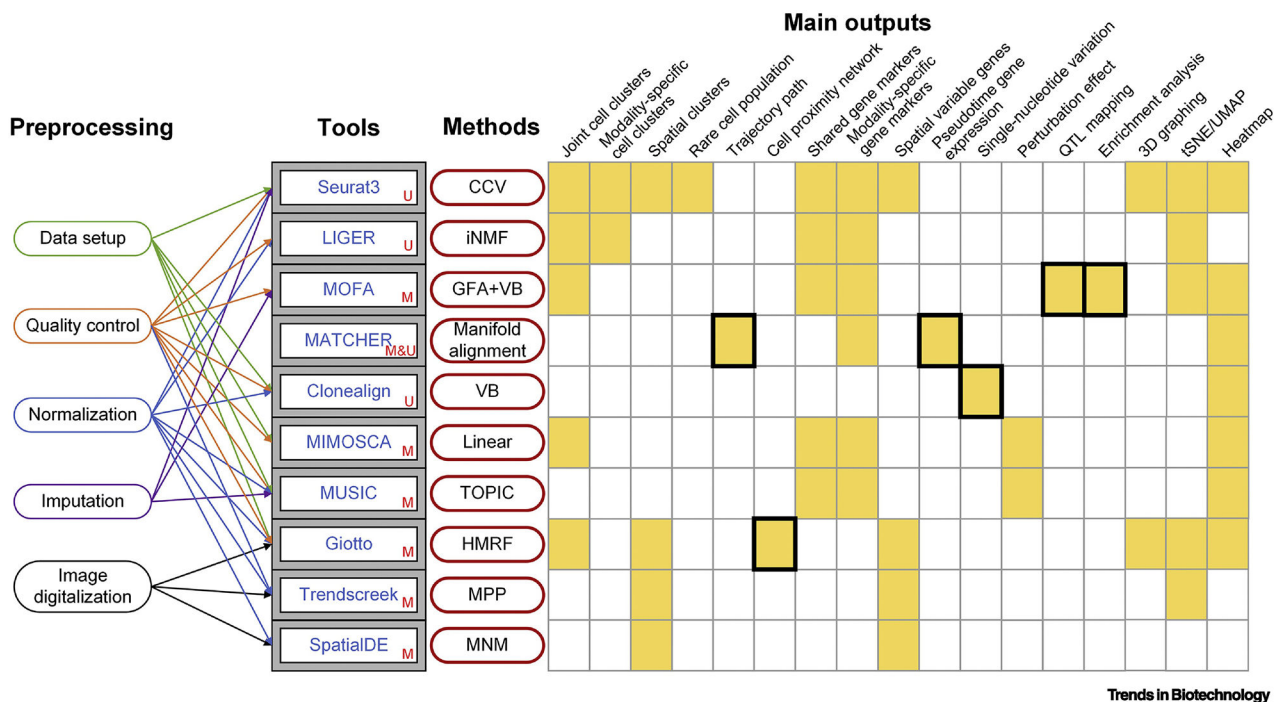 Main outputs
Joint cell clusters
Modality-specific
cell clusters
Spatial clusters
Rare cell population
Trajectory path
Cell proximity network
Shared gene markers
Modality-specific
gene markers
Spatial variable genes
Pseudotime gene
expression
Single-nucleotide variation
Perturbation effect
QTL mapping
Enrichment analysis
3D graphing
tSNE/UMAP
Heatmap
Preprocessing
Tools
Methods
Data setup
Quality control
Normalization
Imputation
Image
digitalization
Seurat3 U
CCV
LIGER U
iNMF
MOFA M
GFA+VB
MATCHER M&U
Manifold
alignment
Clonealign U
VB
MIMOSCA M
Linear
MUSIC M
TOPIC
Giotto M
HMRF
Trendscreek M
MPP
SpatialDE M
MNM
Trends in Biotechnology